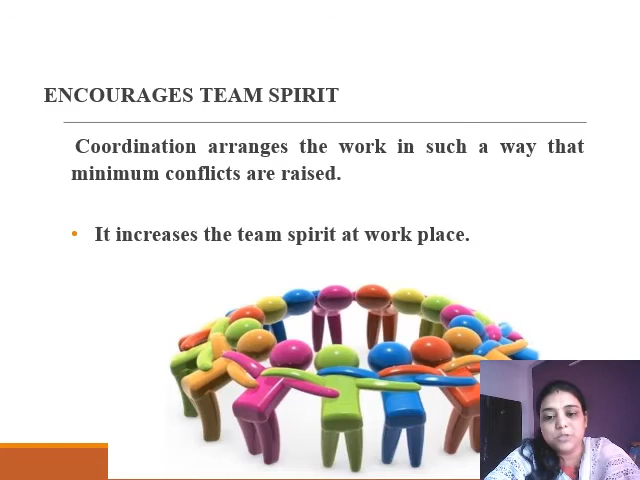 ENCOURAGES TEAM SPIRIT
Coordination arranges the work in such a way that
minimum conflicts are raised.
• It increases the team spirit at work place.